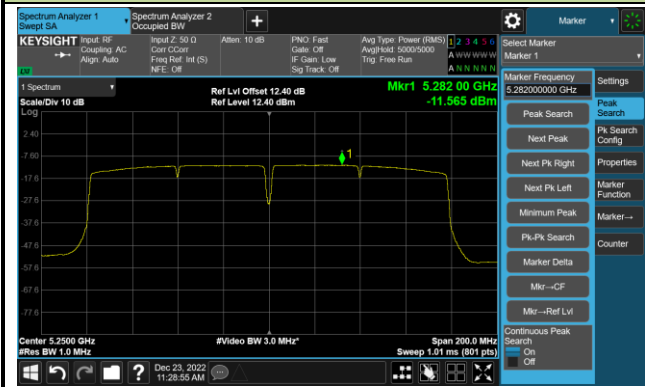 Spectrum Analyzer 1
Swept SA
Spectrum Analyzer 2
Occupied BW
+
Marker
KEYSIGHT
Input: RF
Coupling: AC
Align: Auto
Input Z: 50 Ω
Corr CCorr
Freq Ref: Int (S)
NFE: Off
Atten: 10 dB
PNO: Fast
Gate: Off
IF Gain: Low
Sig Track: Off
Avg Type: Power (RMS)
Avg|Hold: 5000/5000
Trig: Free Run
1 2 3 4 5 6
A W W W W W
A N N N N N
Select Marker
Marker 1
LW
1 Spectrum
Scale/Div 10 dB
Log
Ref Lvl Offset 12.40 dB
Ref Level 12.40 dBm
Mkr1 5.282 00 GHz
-11.565 dBm
2.40
-7.60
-17.6
-27.6
-37.6
-47.6
-57.6
-67.6
-77.6
1
Center 5.2500 GHz
#Res BW 1.0 MHz
#Video BW 3.0 MHz*
Span 200.0 MHz
Sweep 1.01 ms (801 pts)
Marker Frequency
5.282000000 GHz
Peak Search
Next Peak
Next Pk Right
Next Pk Left
Minimum Peak
Pk-Pk Search
Marker Delta
Mkr→CF
Mkr→Ref Lvl
Continuous Peak
Search
On
Off
Settings
Peak
Search
Pk Search
Config
Properties
Marker
Function
Marker→
Counter
?
Dec 23, 2022
11:28:55 AM